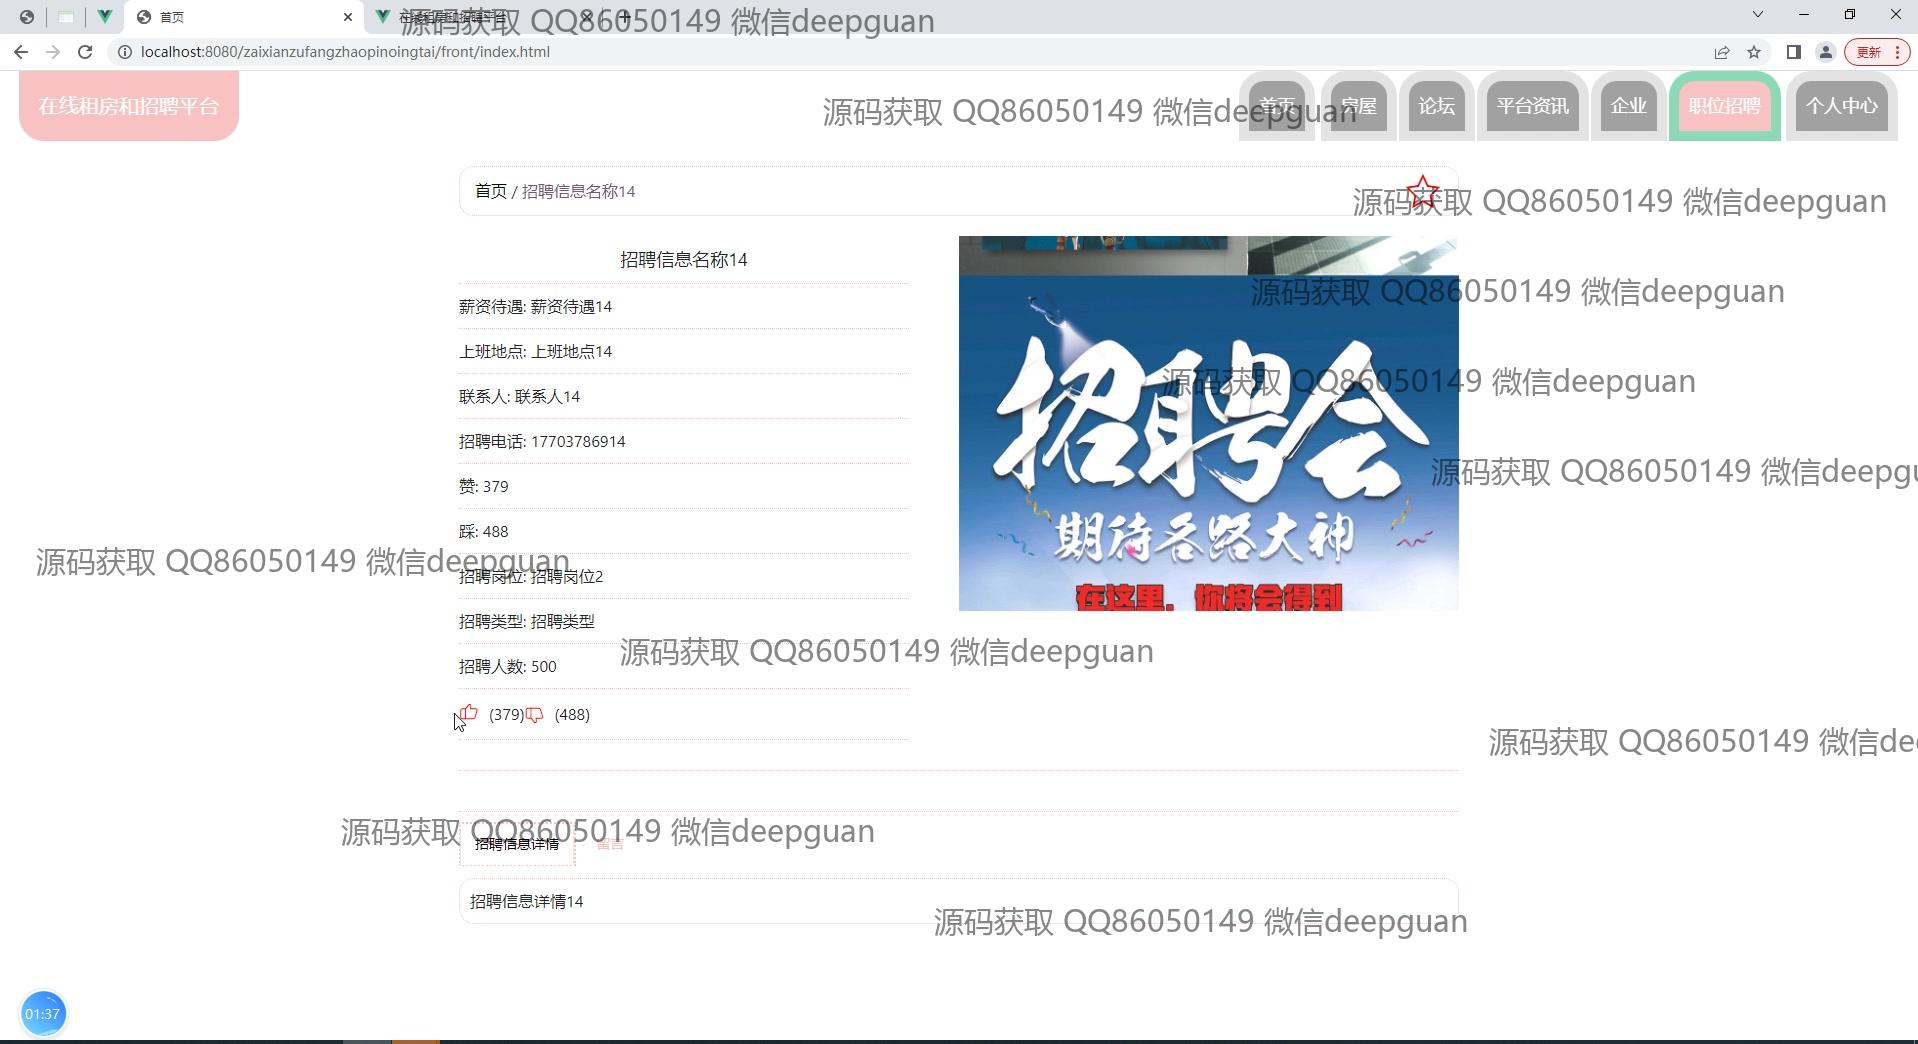 首页
在线租房和招聘平台
源码获取 QQ86050149 微信deepguan
localhost:8080/zaixianzufangzhaopinoingtai/front/index.html
更新
在线租房和招聘平台
源码获取 QQ86050149 微信deepguan
首页
房屋
论坛
平台资讯
企业
职位招聘
个人中心
首页 / 招聘信息名称14
源码获取 QQ86050149 微信deepguan
招聘信息名称14
源码获取 QQ86050149 微信deepguan
薪资待遇: 薪资待遇14
上班地点: 上班地点14
源码获取 QQ86050149 微信deepguan
联系人: 联系人14
招聘会
招聘电话: 17703786914
源码获取 QQ86050149 微信deepgu
赞: 379
踩: 488
期待各路大神
源码获取 QQ86050149 微信deepguan
招聘岗位: 招聘岗位2
在这里，你将会得到
招聘类型: 招聘类型
源码获取 QQ86050149 微信deepguan
招聘人数: 500
(379) (488)
源码获取 QQ86050149 微信dee
源码获取 QQ86050149 微信deepguan
招聘信息详情
留言
招聘信息详情14
源码获取 QQ86050149 微信deepguan
01:37